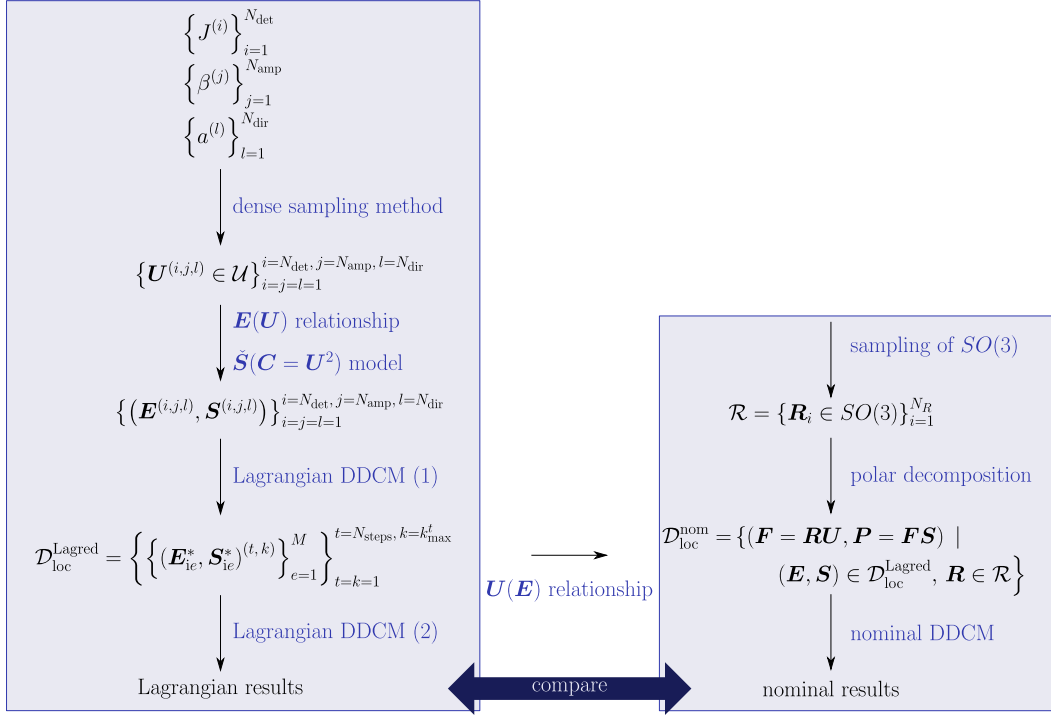 {J^{(i)}}_{i=1}^{N_det}
{β^{(j)}}_{j=1}^{N_amp}
{a^{(l)}}_{l=1}^{N_dir}
dense sampling method
{U^{(i,j,l)} ∈ 𝒰}_{i=j=l=1}^{i=N_det, j=N_amp, l=N_dir}
E(U) relationship
Š(C = U²) model
{(E^{(i,j,l)}, S^{(i,j,l)})}_{i=j=l=1}^{i=N_det, j=N_amp, l=N_dir}
Lagrangian DDCM (1)
𝒟_loc^Lagred = {{(E*_ie, S*_ie)^{(t,k)}}_{e=1}^{M}}_{t=k=1}^{t=N_steps, k=k^t_max}
Lagrangian DDCM (2)
Lagrangian results
U(E) relationship
compare
sampling of SO(3)
ℛ = {R_i ∈ SO(3)}_{i=1}^{N_R}
polar decomposition
𝒟_loc^nom = {(F = RU, P = FS) |
(E, S) ∈ 𝒟_loc^Lagred, R ∈ ℛ}
nominal DDCM
nominal results